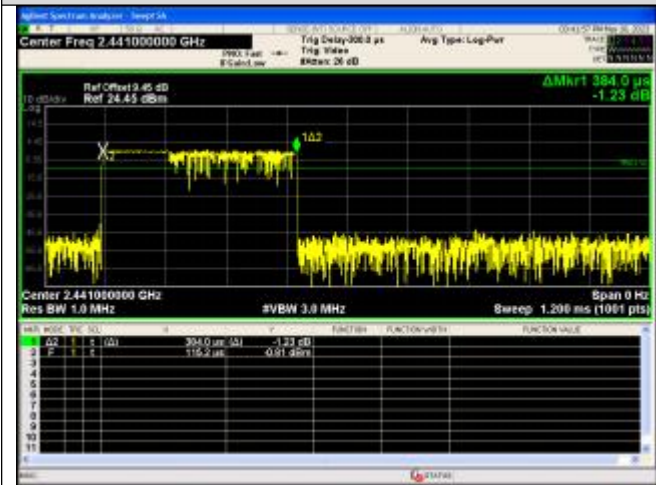 Agilent Spectrum Analyzer - Swept SA
Center Freq 2.441000000 GHz
PNO: Fast
IFGain:Low
Trig Delay-300.0 µs
Trig: Video
#Atten: 26 dB
Avg Type: Log-Pwr
Ref Offset 9.45 dB
10 dB/div Ref 24.45 dBm
Log
ΔMkr1 384.0 µs
-1.23 dB
1Δ2
X2
Center 2.441000000 GHz Span 0 Hz
Res BW 1.0 MHz #VBW 3.0 MHz Sweep 1.200 ms (1001 pts)
MKR MODE TRC SCL X Y FUNCTION FUNCTION WIDTH FUNCTION VALUE
1 Δ2 1 t (Δ) 384.0 µs (Δ) -1.23 dB
2 F 1 t 115.2 µs -0.81 dBm
3
4
5
6
7
8
9
10
11
STATUS